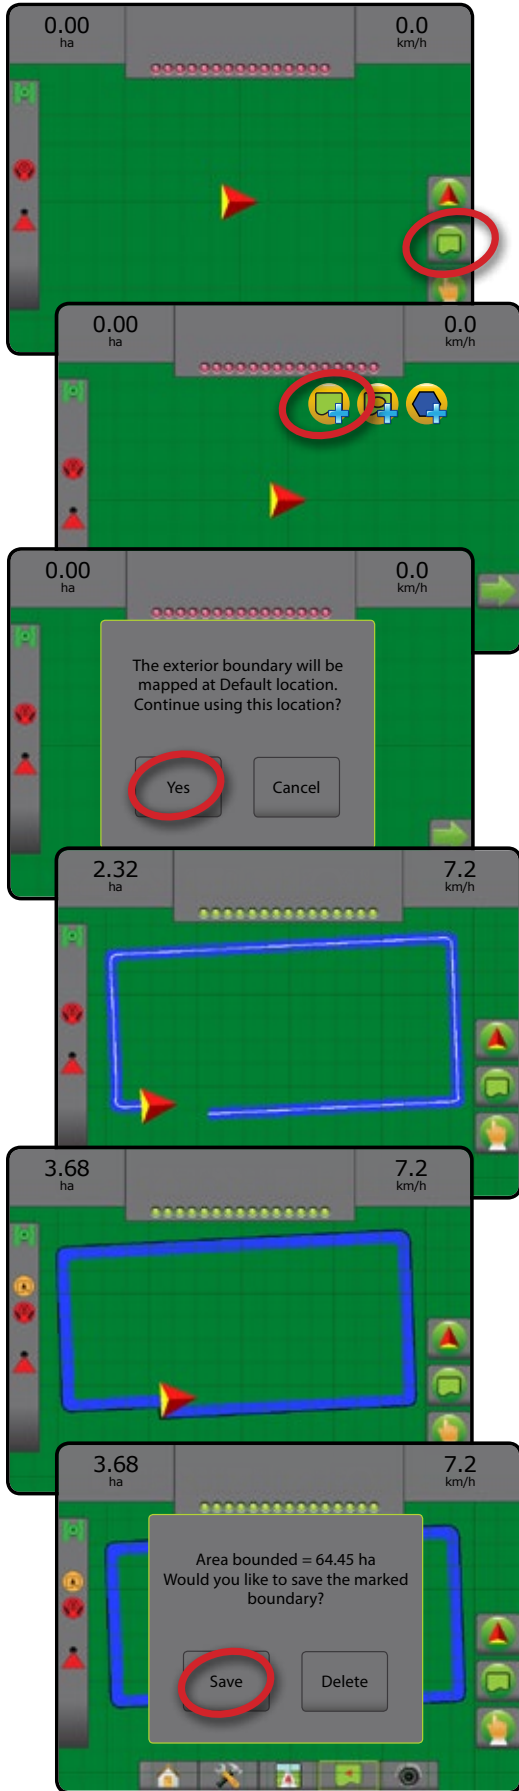 0.00
ha
0.0
km/h
0.00
ha
0.0
km/h
0.00
ha
0.0
km/h
The exterior boundary will be
mapped at Default location.
Continue using this location?
Yes
Cancel
2.32
ha
7.2
km/h
3.68
ha
7.2
km/h
3.68
ha
7.2
km/h
Area bounded = 64.45 ha
Would you like to save the marked
boundary?
Save
Delete